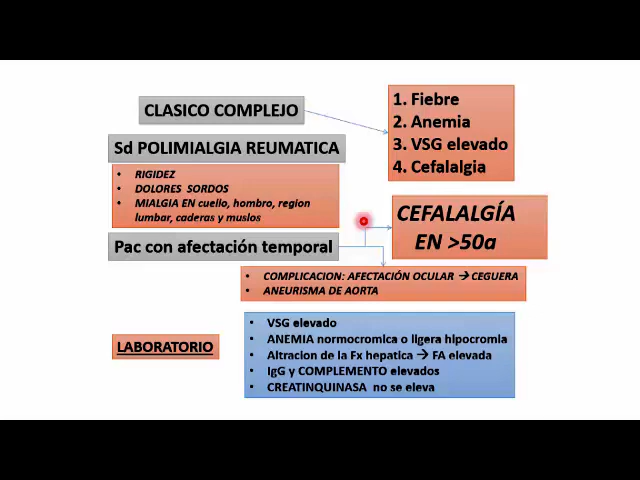 CLASICO COMPLEJO
1. Fiebre
2. Anemia
3. VSG elevado
4. Cefalalgia
Sd POLIMIALGIA REUMATICA
• RIGIDEZ
• DOLORES SORDOS
• MIALGIA EN cuello, hombro, region
lumbar, caderas y muslos
CEFALALGÍA
EN >50a
Pac con afectación temporal
• COMPLICACION: AFECTACIÓN OCULAR → CEGUERA
• ANEURISMA DE AORTA
LABORATORIO
• VSG elevado
• ANEMIA normocromica o ligera hipocromia
• Altracion de la Fx hepatica → FA elevada
• IgG y COMPLEMENTO elevados
• CREATINQUINASA no se eleva